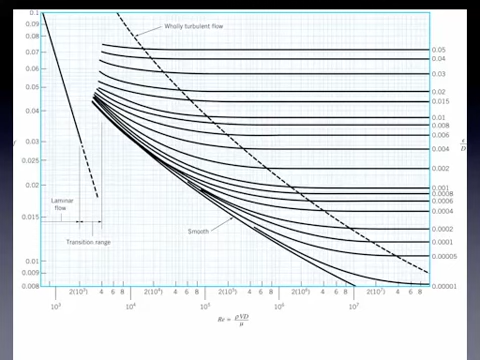 0.1
0.09
0.08
0.07
0.06
0.05
0.04
0.03
0.025
0.02
0.015
0.01
0.009
0.008
f
Wholly turbulent flow
Laminar
flow
Transition range
Smooth
0.05
0.04
0.03
0.02
0.015
0.01
0.008
0.006
0.004
0.002
0.001
0.0008
0.0006
0.0004
0.0002
0.0001
0.00005
0.00001
ε
D
2(10³) 4 6 8 2(10⁴) 4 6 8 2(10⁵) 4 6 8 2(10⁶) 4 6 8 2(10⁷) 4 6 8
10³ 10⁴ 10⁵ 10⁶ 10⁷
Re = ρVD
μ